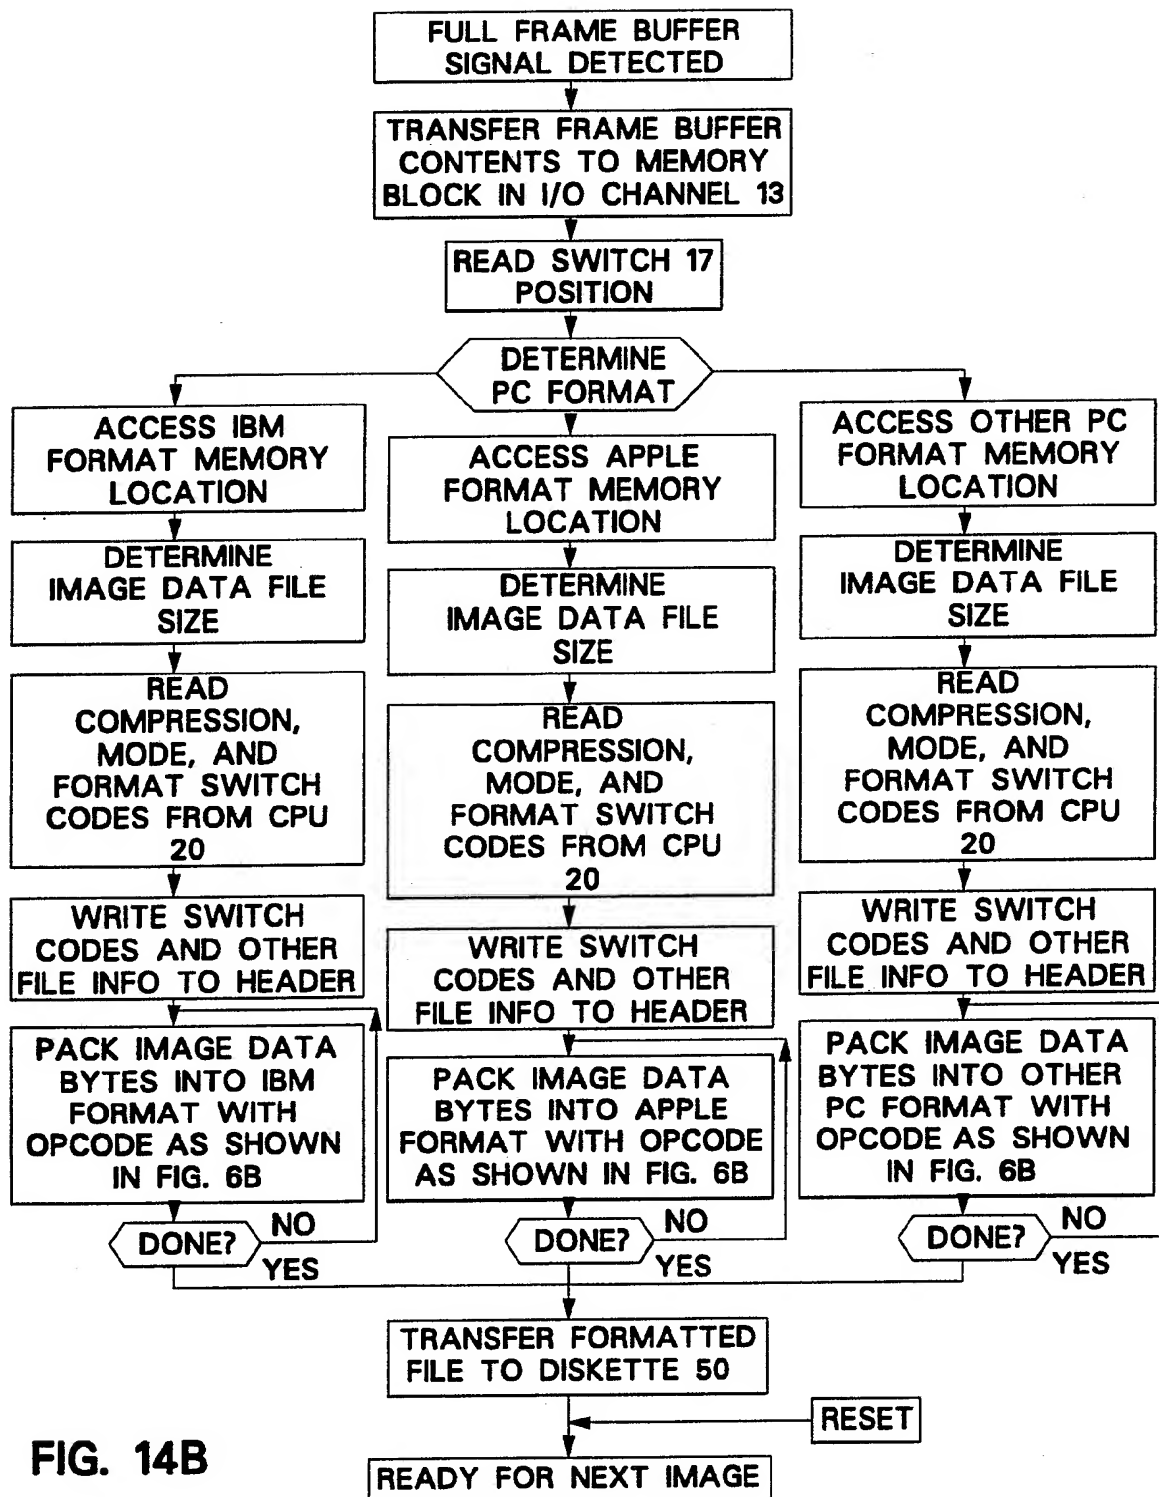 FULL FRAME BUFFER
SIGNAL DETECTED
TRANSFER FRAME BUFFER
CONTENTS TO MEMORY
BLOCK IN I/O CHANNEL 13
READ SWITCH 17
POSITION
DETERMINE
PC FORMAT
ACCESS IBM
FORMAT MEMORY
LOCATION
DETERMINE
IMAGE DATA FILE
SIZE
READ
COMPRESSION,
MODE, AND
FORMAT SWITCH
CODES FROM CPU
20
WRITE SWITCH
CODES AND OTHER
FILE INFO TO HEADER
PACK IMAGE DATA
BYTES INTO IBM
FORMAT WITH
OPCODE AS SHOWN
IN FIG. 6B
DONE?
NO
YES
ACCESS APPLE
FORMAT MEMORY
LOCATION
DETERMINE
IMAGE DATA FILE
SIZE
READ
COMPRESSION,
MODE, AND
FORMAT SWITCH
CODES FROM CPU
20
WRITE SWITCH
CODES AND OTHER
FILE INFO TO HEADER
PACK IMAGE DATA
BYTES INTO APPLE
FORMAT WITH OPCODE
AS SHOWN IN FIG. 6B
DONE?
NO
YES
ACCESS OTHER PC
FORMAT MEMORY
LOCATION
DETERMINE
IMAGE DATA FILE
SIZE
READ
COMPRESSION,
MODE, AND
FORMAT SWITCH
CODES FROM CPU
20
WRITE SWITCH
CODES AND OTHER
FILE INFO TO HEADER
PACK IMAGE DATA
BYTES INTO OTHER
PC FORMAT WITH
OPCODE AS SHOWN
IN FIG. 6B
DONE?
NO
YES
TRANSFER FORMATTED
FILE TO DISKETTE 50
RESET
READY FOR NEXT IMAGE
FIG. 14B